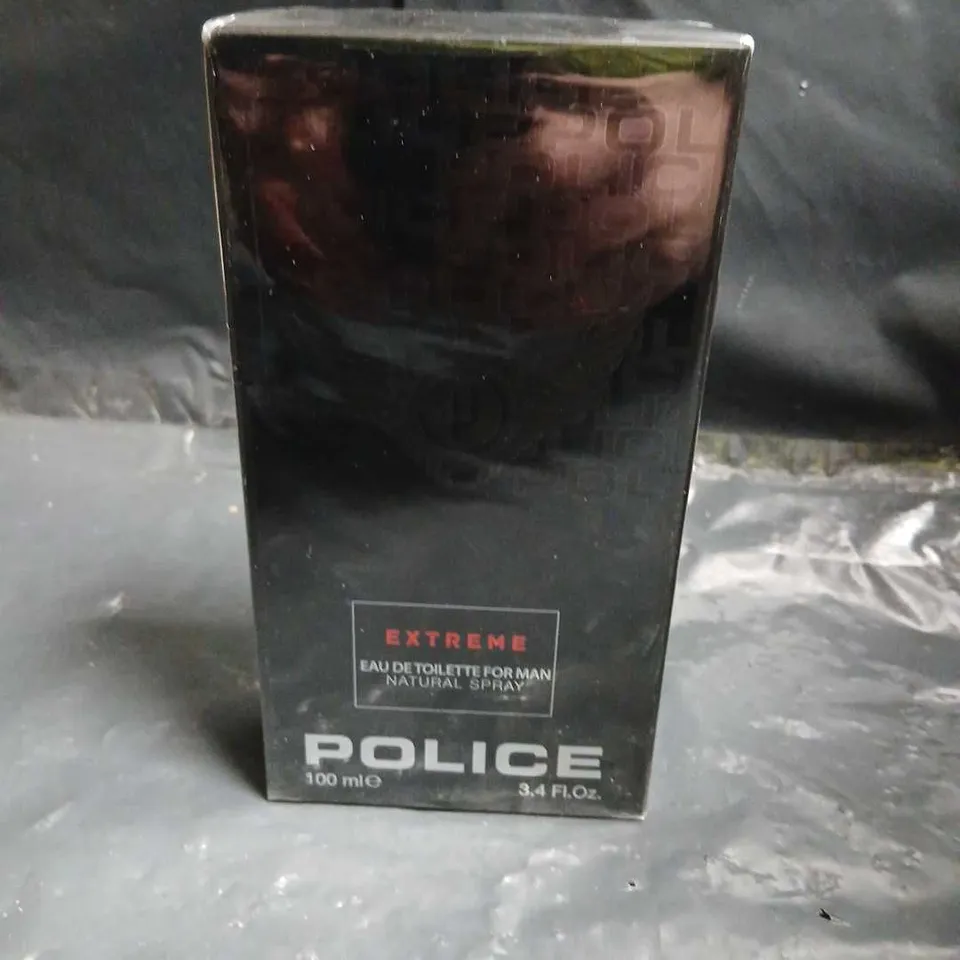 EXTREME
EAU DE TOILETTE FOR MAN
NATURAL SPRAY
POLICE
100 ml ℮
3.4 Fl.Oz.